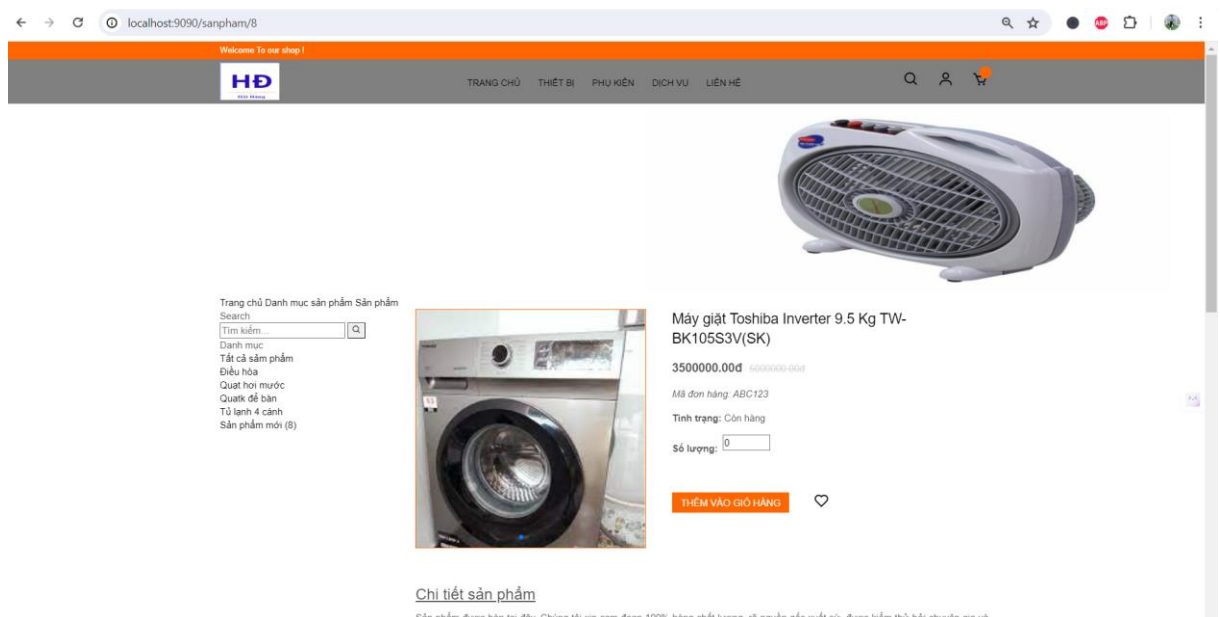 localhost:9090/sanpham/8
ABP
Welcome To our shop !
HĐ
TRANG CHỦ THIẾT BỊ PHỤ KIỆN DỊCH VỤ LIÊN HỆ
Trang chủ Danh mục sản phẩm Sản phẩm
Search
Tìm kiếm...
Danh mục
Tất cả sảm phẩm
Điều hòa
Quạt hơi mước
Quatk để bàn
Tủ lạnh 4 cánh
Sản phẩm mới (8)
Máy giặt Toshiba Inverter 9.5 Kg TW-
BK105S3V(SK)
3500000.00đ 5000000.00đ
Mã đơn hàng: ABC123
Tình trạng: Còn hàng
Số lượng: 0
THÊM VÀO GIỎ HÀNG
TOSHIBA
9.5
Chi tiết sản phẩm